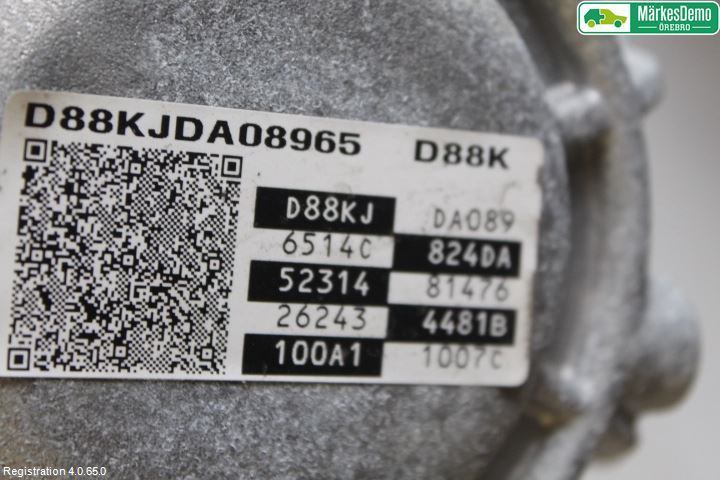 MärkesDemo
ÖREBRO
D88KJDA08965 D88K
D88KJ DA089
6514C 824DA
52314 81476
26243 4481B
100A1 1007C
Registration 4.0.65.0